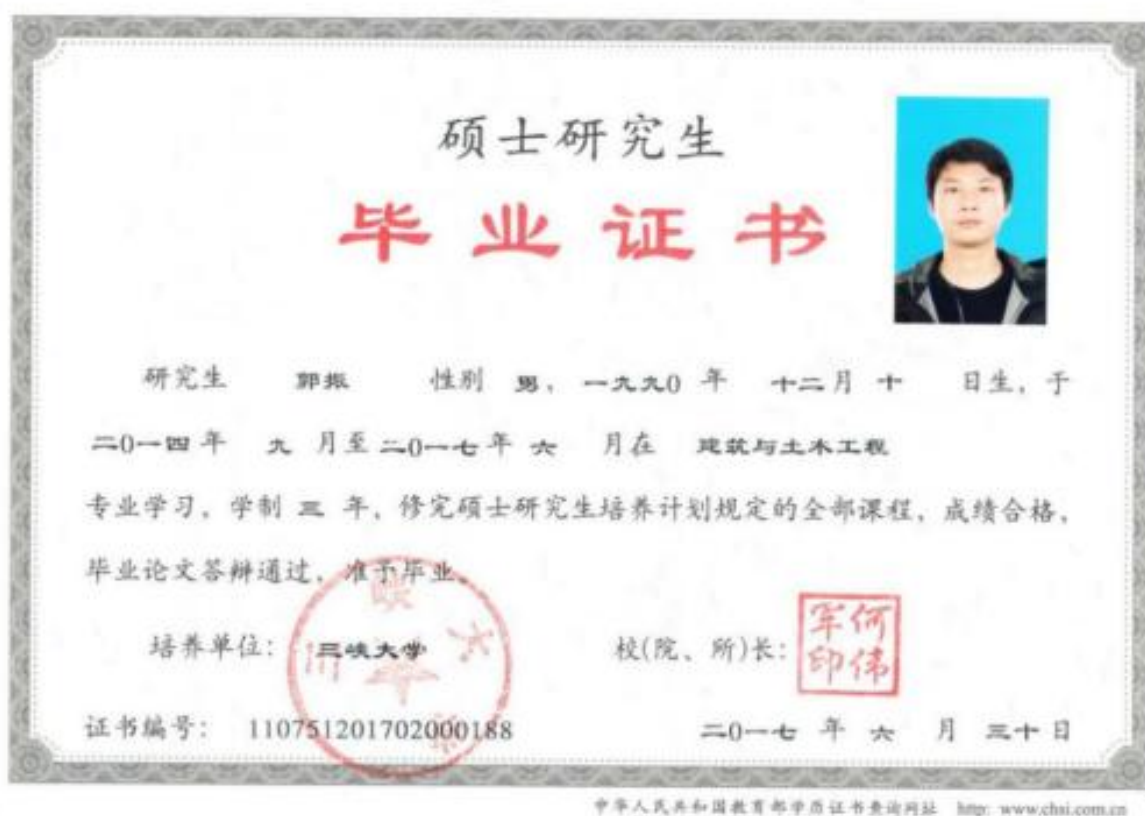 硕士研究生
毕业证书
研究生 郭振 性别 男，一九九0 年 十二月 十 日生，于
二0一四年 九 月至二0一七年 六 月在 建筑与土木工程
专业学习，学制 三 年，修完硕士研究生培养计划规定的全部课程，成绩合格，
毕业论文答辩通过，准予毕业。
培养单位：三峡大学
校(院、所)长：
何伟军印
三峡大学
证书编号：110751201702000188
二0一七 年 六 月 三十日
中华人民共和国教育部学历证书查询网址 http: www.chsi.com.cn